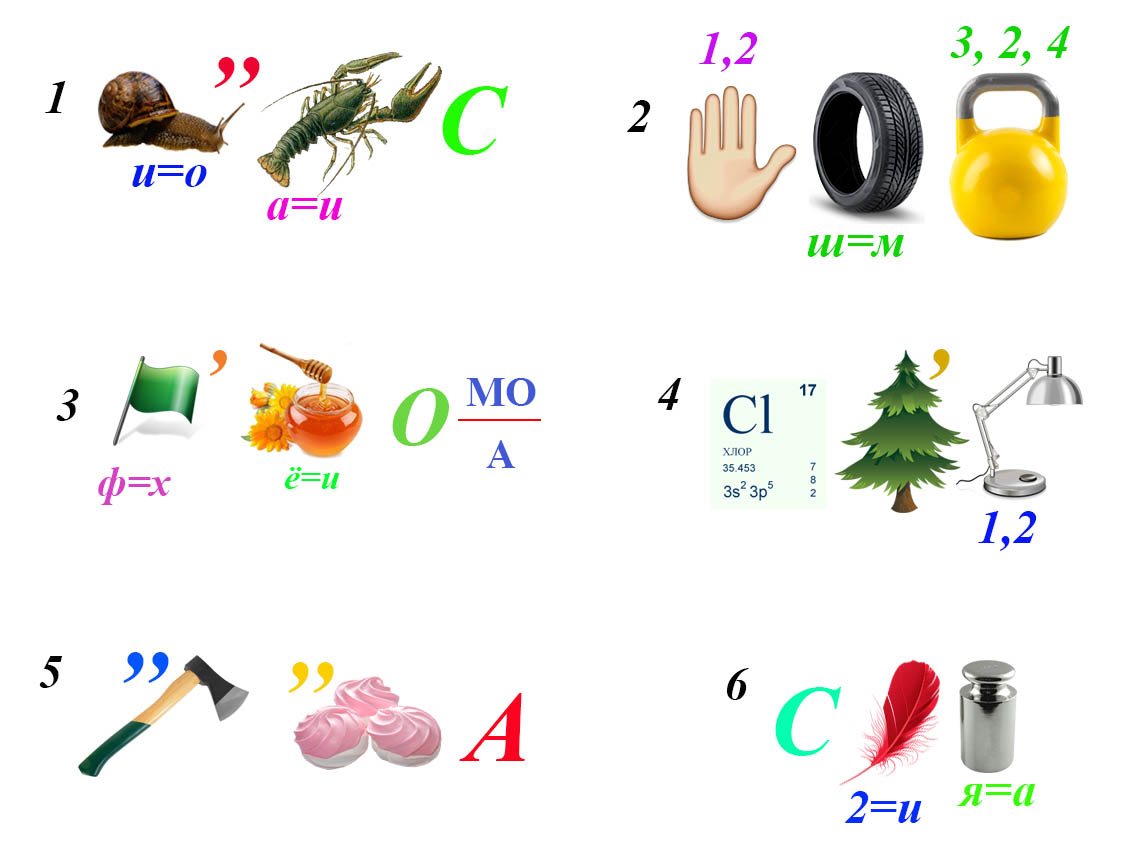 1
,,
С
и=о
а=и
2
1,2
3, 2, 4
ш=м
3
,
О
МО
А
ф=х
ё=и
4
17
Cl
ХЛОР
35.453
3s2 3p5
7
8
2
,
1,2
5
,,
,,
А
6
С
2=и
я=а